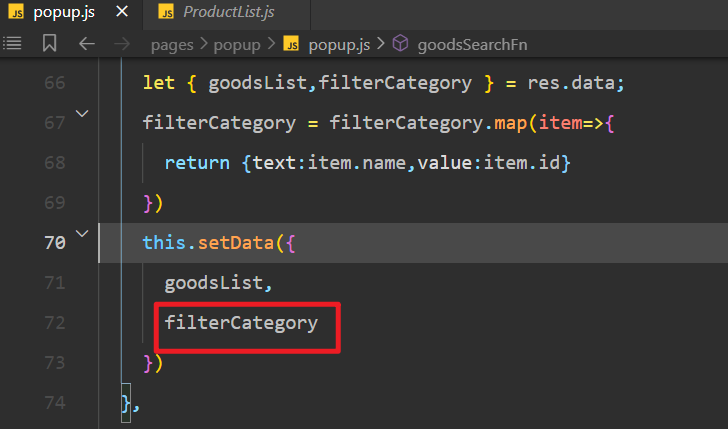 JS popup.js × JS ProductList.js
pages > popup > JS popup.js > goodsSearchFn
66 let { goodsList,filterCategory } = res.data;
67 filterCategory = filterCategory.map(item=>{
68 return {text:item.name,value:item.id}
69 })
70 this.setData({
71 goodsList,
72 filterCategory
73 })
74 },